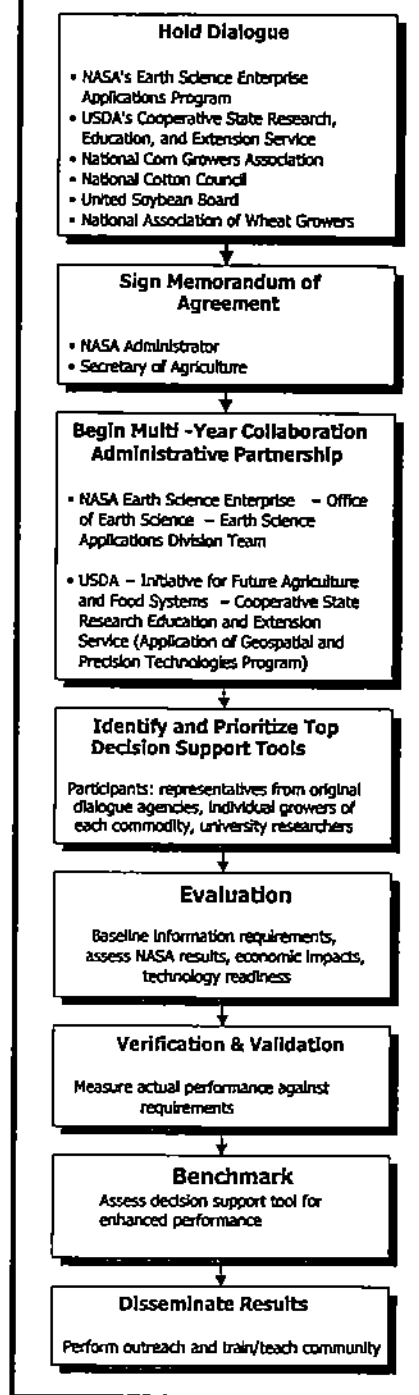 Hold Dialogue
• NASA's Earth Science Enterprise
Applications Program
• USDA's Cooperative State Research,
Education, and Extension Service
• National Corn Growers Association
• National Cotton Council
• United Soybean Board
• National Association of Wheat Growers
Sign Memorandum of
Agreement
• NASA Administrator
• Secretary of Agriculture
Begin Multi -Year Collaboration
Administrative Partnership
• NASA Earth Science Enterprise – Office
of Earth Science – Earth Science
Applications Division Team
• USDA – Initiative for Future Agriculture
and Food Systems – Cooperative State
Research Education and Extension
Service (Application of Geospatial and
Precision Technologies Program)
Identify and Prioritize Top
Decision Support Tools
Participants: representatives from original
dialogue agencies, individual growers of
each commodity, university researchers
Evaluation
Baseline information requirements,
assess NASA results, economic impacts,
technology readiness
Verification & Validation
Measure actual performance against
requirements
Benchmark
Assess decision support tool for
enhanced performance
Disseminate Results
Perform outreach and train/teach community